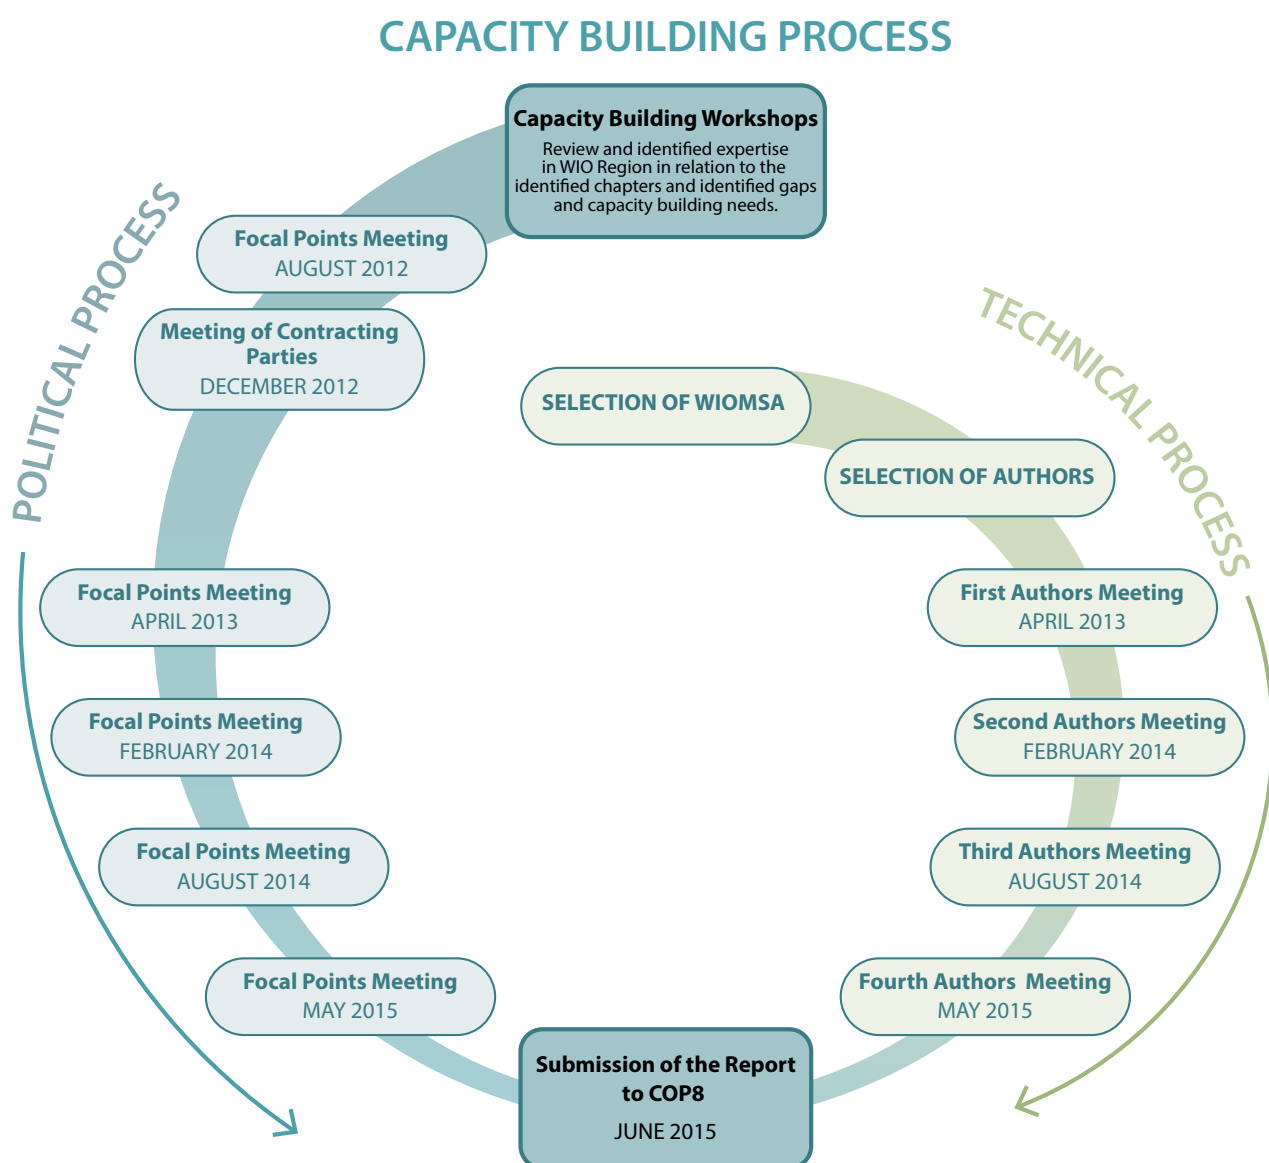 CAPACITY BUILDING PROCESS
Capacity Building Workshops
Review and identified expertise
in WIO Region in relation to the
identified chapters and identified gaps
and capacity building needs.
POLITICAL PROCESS
Focal Points Meeting
AUGUST 2012
Meeting of Contracting
Parties
DECEMBER 2012
Focal Points Meeting
APRIL 2013
Focal Points Meeting
FEBRUARY 2014
Focal Points Meeting
AUGUST 2014
Focal Points Meeting
MAY 2015
TECHNICAL PROCESS
SELECTION OF WIOMSA
SELECTION OF AUTHORS
First Authors Meeting
APRIL 2013
Second Authors Meeting
FEBRUARY 2014
Third Authors Meeting
AUGUST 2014
Fourth Authors Meeting
MAY 2015
Submission of the Report
to COP8
JUNE 2015